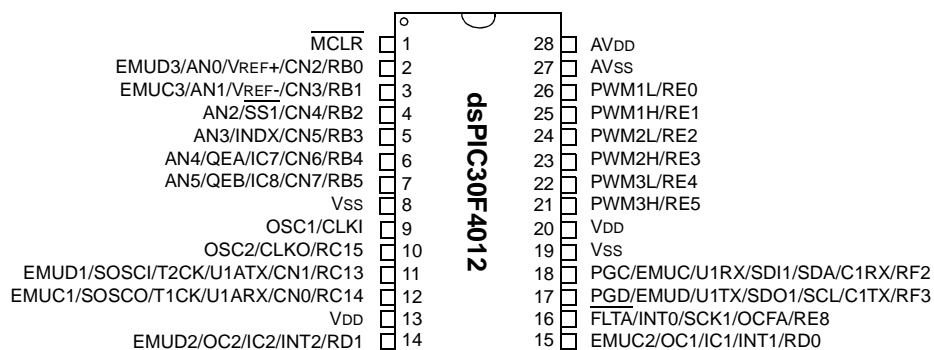 MCLR 1 28 AVDD
EMUD3/AN0/VREF+/CN2/RB0 2 27 AVSS
EMUC3/AN1/VREF-/CN3/RB1 3 26 PWM1L/RE0
AN2/SS1/CN4/RB2 4 25 PWM1H/RE1
AN3/INDX/CN5/RB3 5 24 PWM2L/RE2
AN4/QEA/IC7/CN6/RB4 6 23 PWM2H/RE3
AN5/QEB/IC8/CN7/RB5 7 22 PWM3L/RE4
VSS 8 21 PWM3H/RE5
OSC1/CLKI 9 20 VDD
OSC2/CLKO/RC15 10 19 VSS
EMUD1/SOSCI/T2CK/U1ATX/CN1/RC13 11 18 PGC/EMUC/U1RX/SDI1/SDA/C1RX/RF2
EMUC1/SOSCO/T1CK/U1ARX/CN0/RC14 12 17 PGD/EMUD/U1TX/SDO1/SCL/C1TX/RF3
VDD 13 16 FLTA/INT0/SCK1/OCFA/RE8
EMUD2/OC2/IC2/INT2/RD1 14 15 EMUC2/OC1/IC1/INT1/RD0
dsPIC30F4012